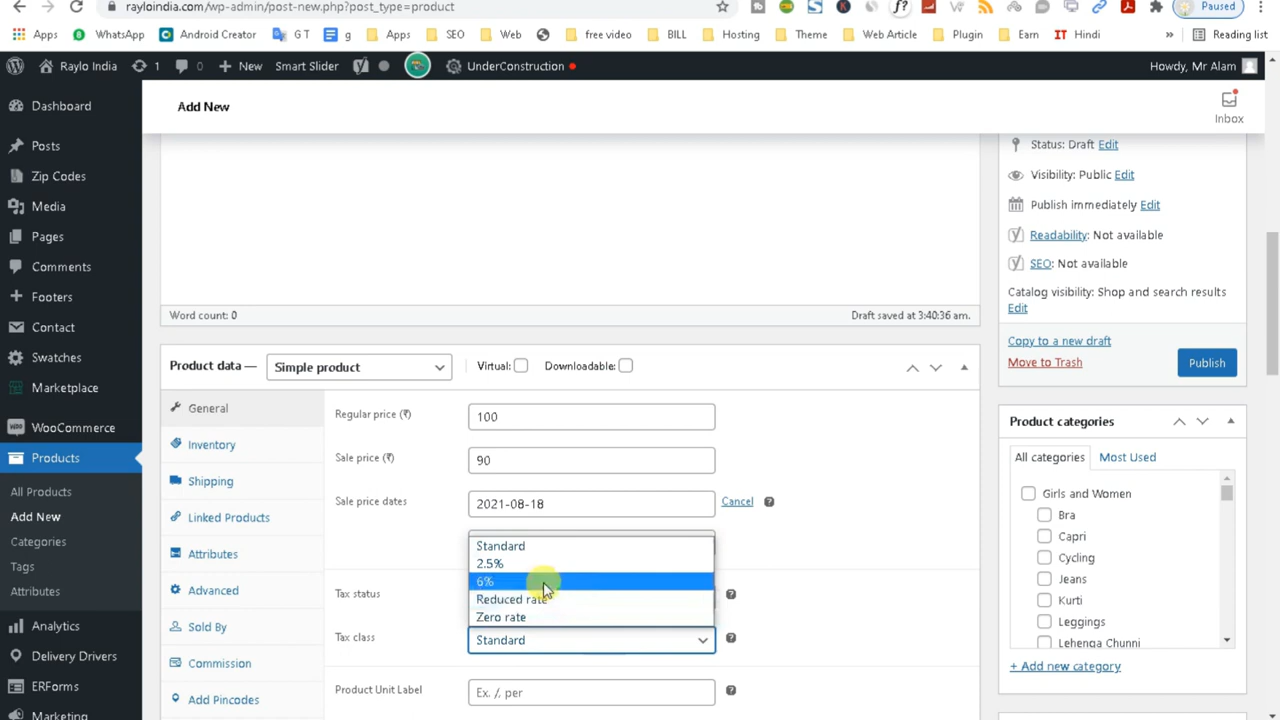 rayloindia.com/wp-admin/post-new.php?post_type=product
Paused
Apps
WhatsApp
Android Creator
G T
g
Apps
SEO
Web
free video
BILL
Hosting
Theme
Web Article
Plugin
Earn
IT Hindi
»
Reading list
Raylo India
1
0
+ New
Smart Slider
UnderConstruction
Howdy, Mr Alam
Add New
Inbox
Dashboard
Posts
Zip Codes
Media
Pages
Comments
Footers
Contact
Swatches
Marketplace
WooCommerce
Products
All Products
Add New
Categories
Tags
Attributes
Analytics
Delivery Drivers
ERForms
Marketing
Word count: 0
Draft saved at 3:40:36 am.
Product data —
Simple product
Virtual:
Downloadable:
General
Inventory
Shipping
Linked Products
Attributes
Advanced
Sold By
Commission
Add Pincodes
Regular price (₹)
100
Sale price (₹)
90
Sale price dates
2021-08-18
Cancel
Standard
2.5%
6%
Reduced rate
Zero rate
Tax status
Tax class
Standard
Product Unit Label
Ex. /, per
Status: Draft Edit
Visibility: Public Edit
Publish immediately Edit
Readability: Not available
SEO: Not available
Catalog visibility: Shop and search results
Edit
Copy to a new draft
Move to Trash
Publish
Product categories
All categories
Most Used
Girls and Women
Bra
Capri
Cycling
Jeans
Kurti
Leggings
Lehenga Chunni
+ Add new category